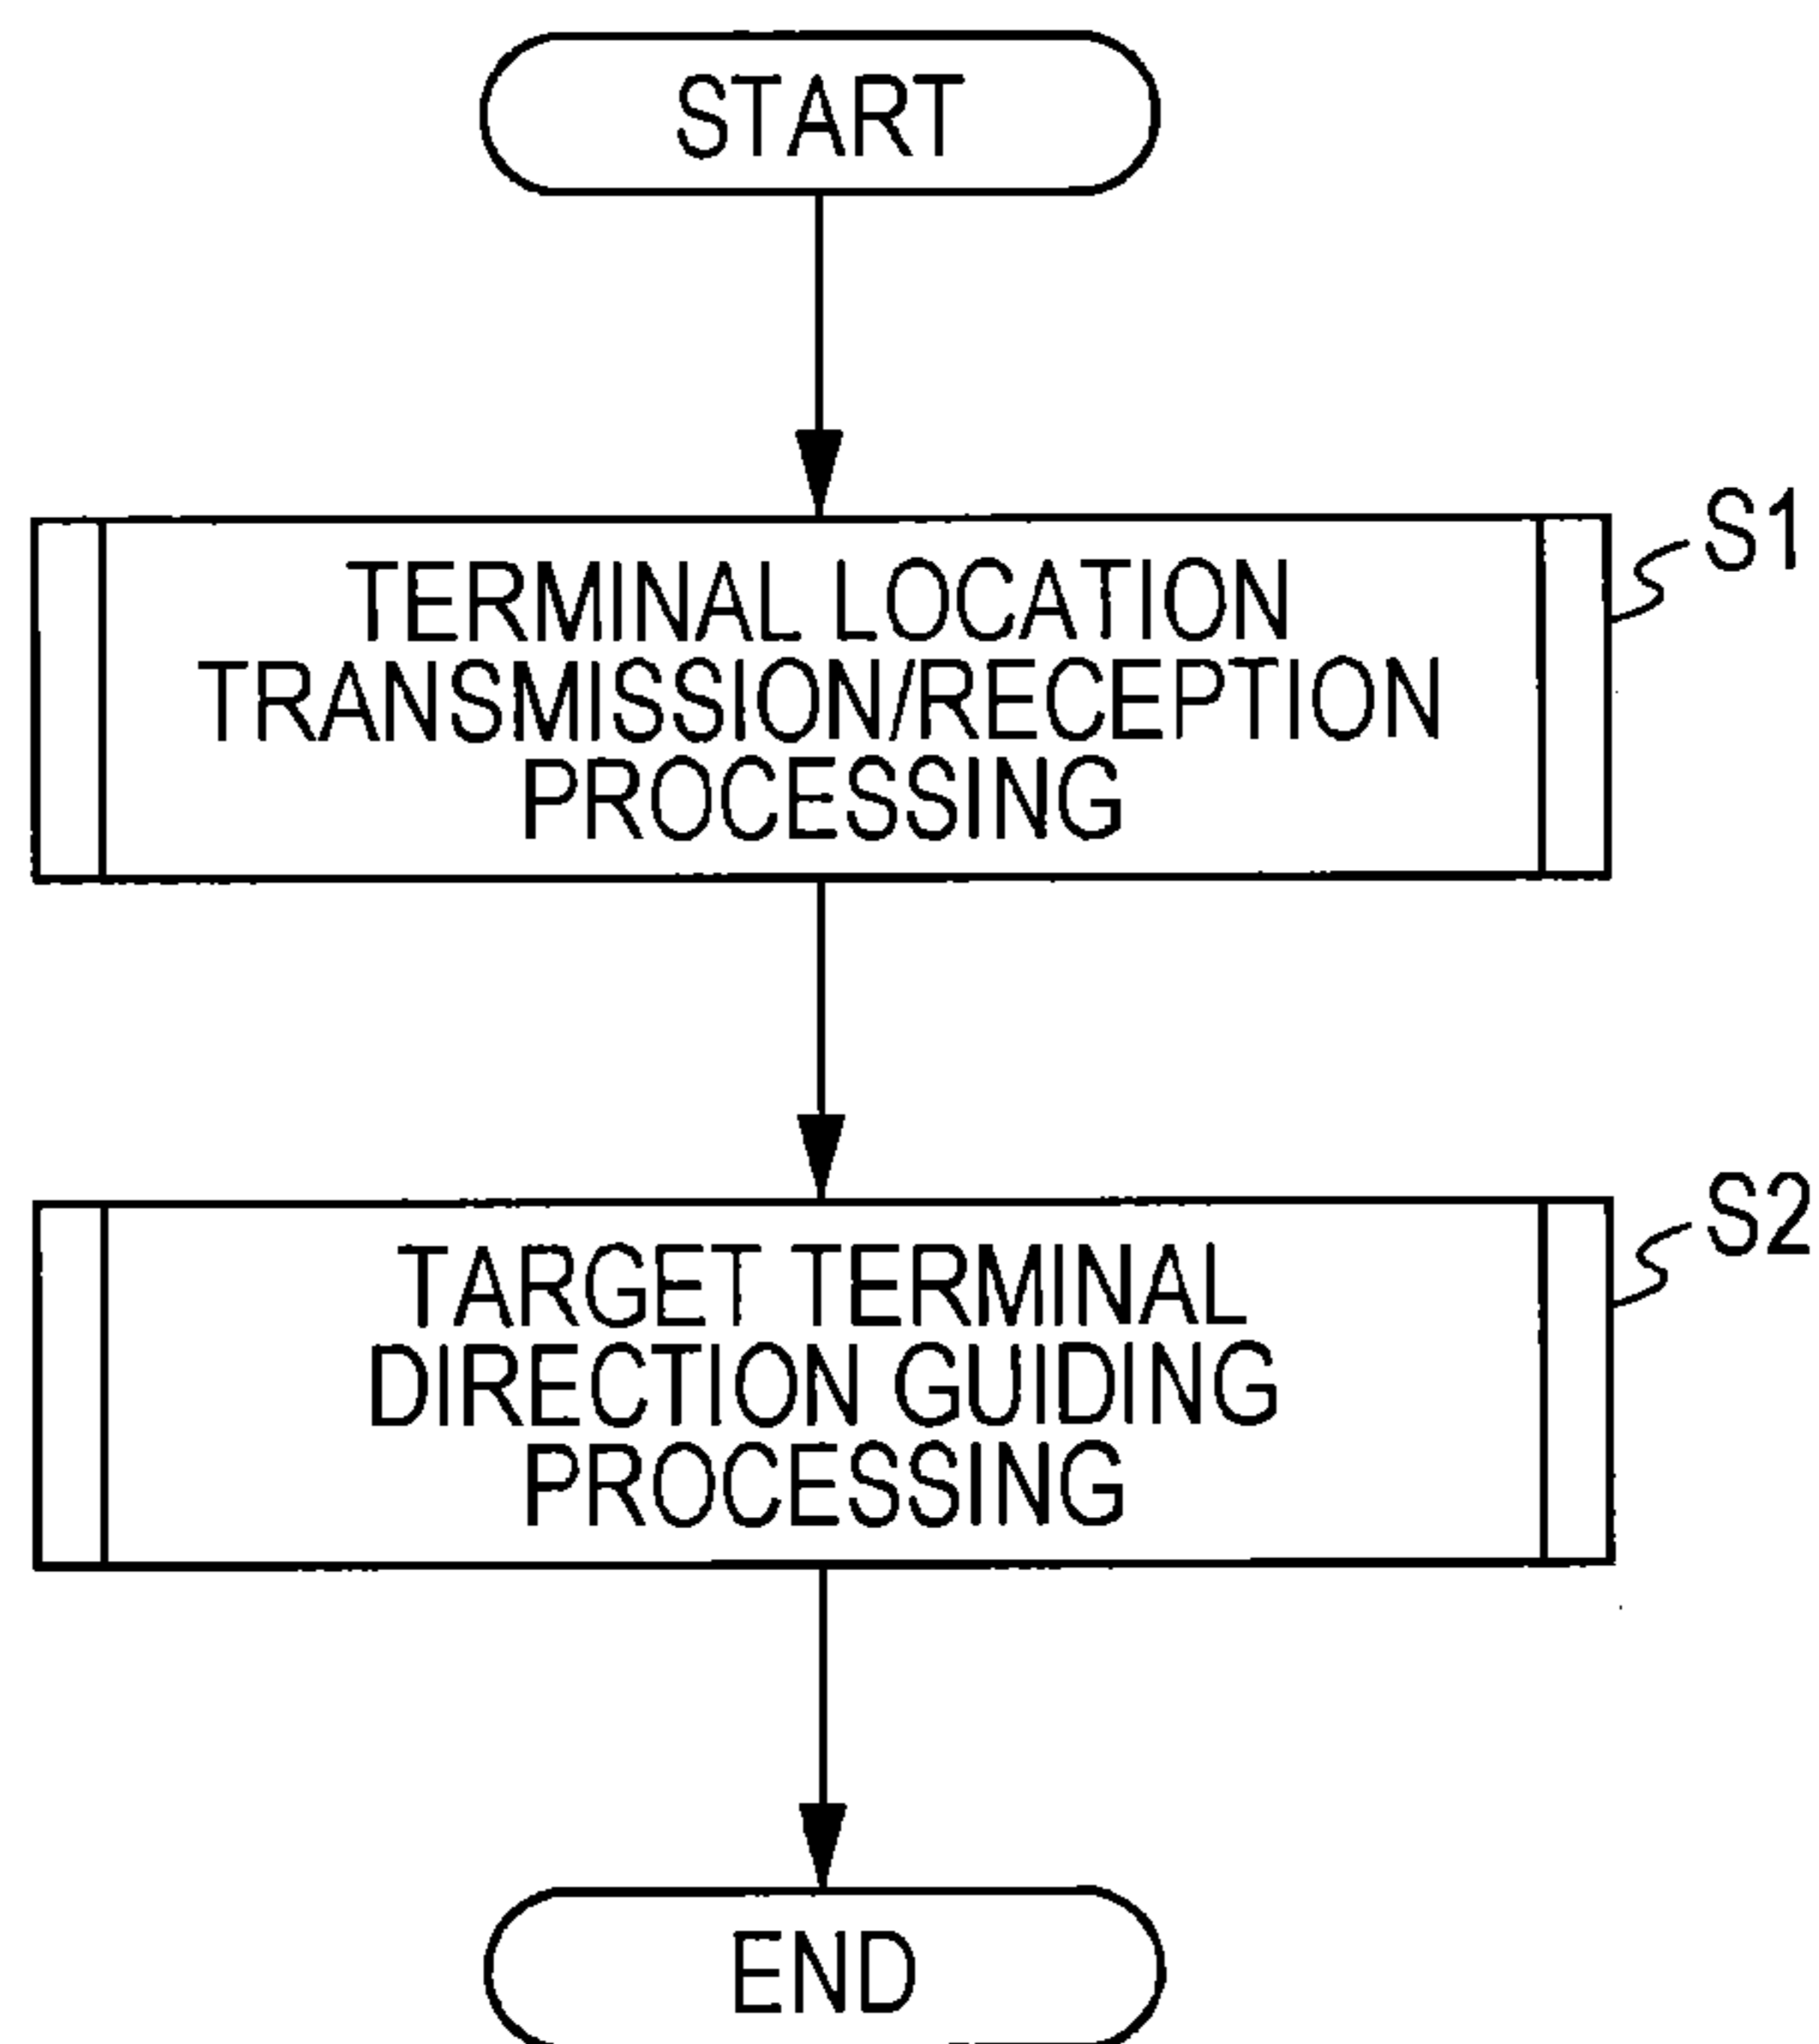 START
S1
TERMINAL LOCATION
TRANSMISSION/RECEPTION
PROCESSING
S2
TARGET TERMINAL
DIRECTION GUIDING
PROCESSING
END